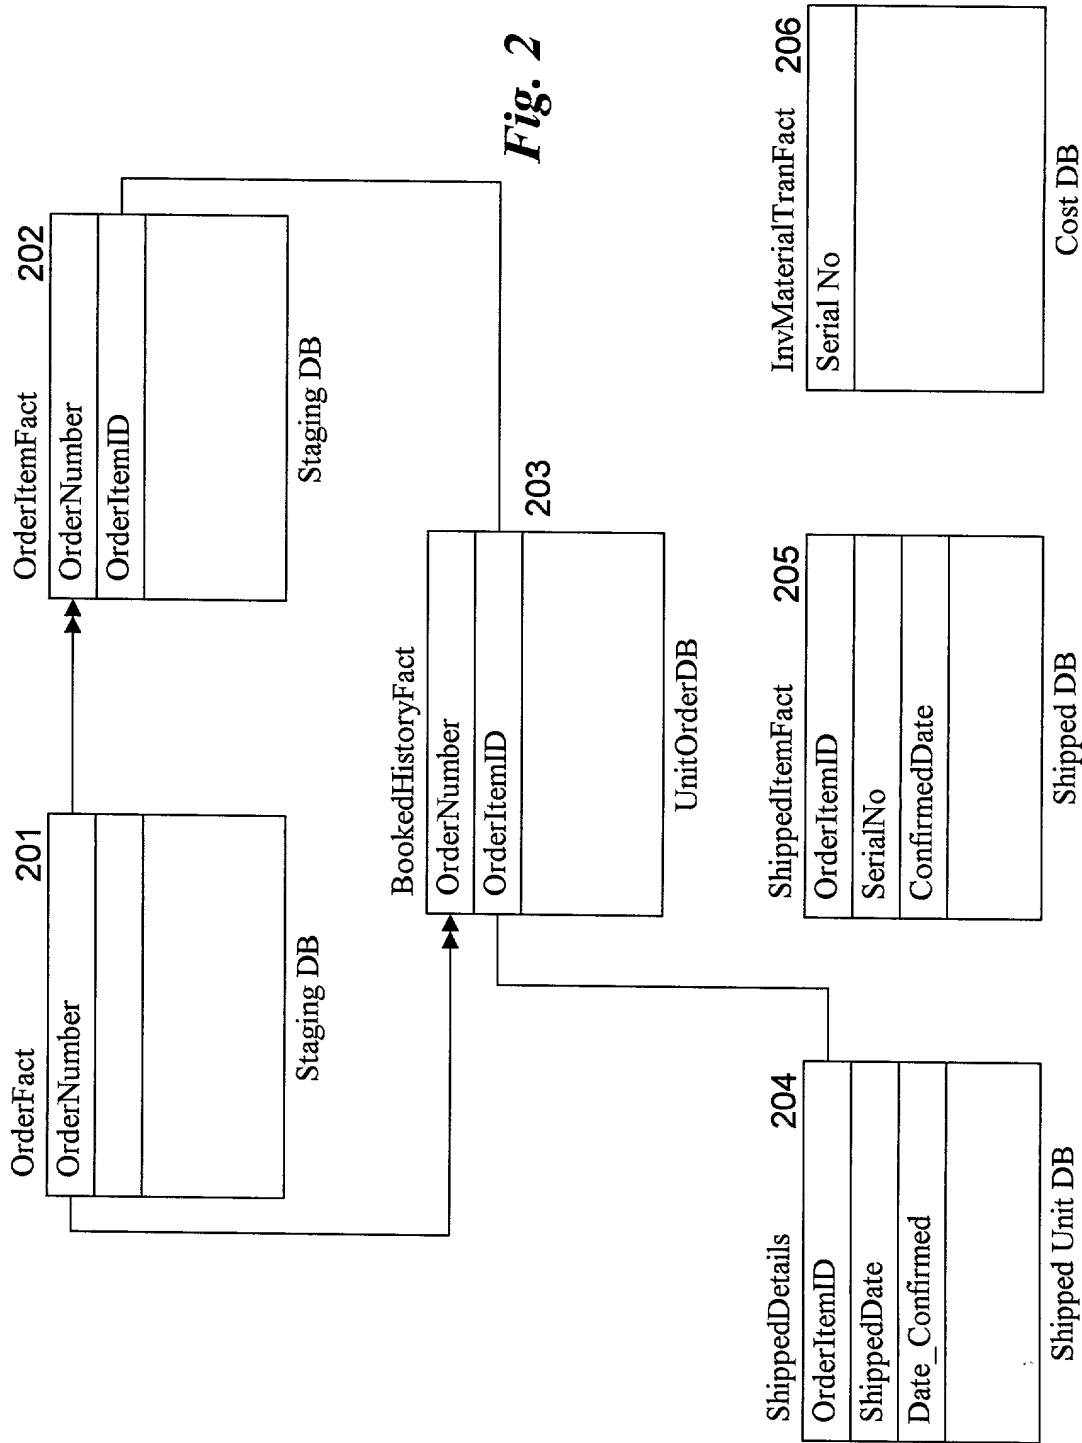 OrderFact
201
OrderNumber
Staging DB
OrderItemFact
202
OrderNumber
OrderItemID
Staging DB
BookedHistoryFact
OrderNumber
OrderItemID
203
UnitOrderDB
Fig. 2
ShippedDetails
204
OrderItemID
ShippedDate
Date_Confirmed
Shipped Unit DB
ShippedItemFact
205
OrderItemID
SerialNo
ConfirmedDate
Shipped DB
InvMaterialTranFact
206
Serial No
Cost DB